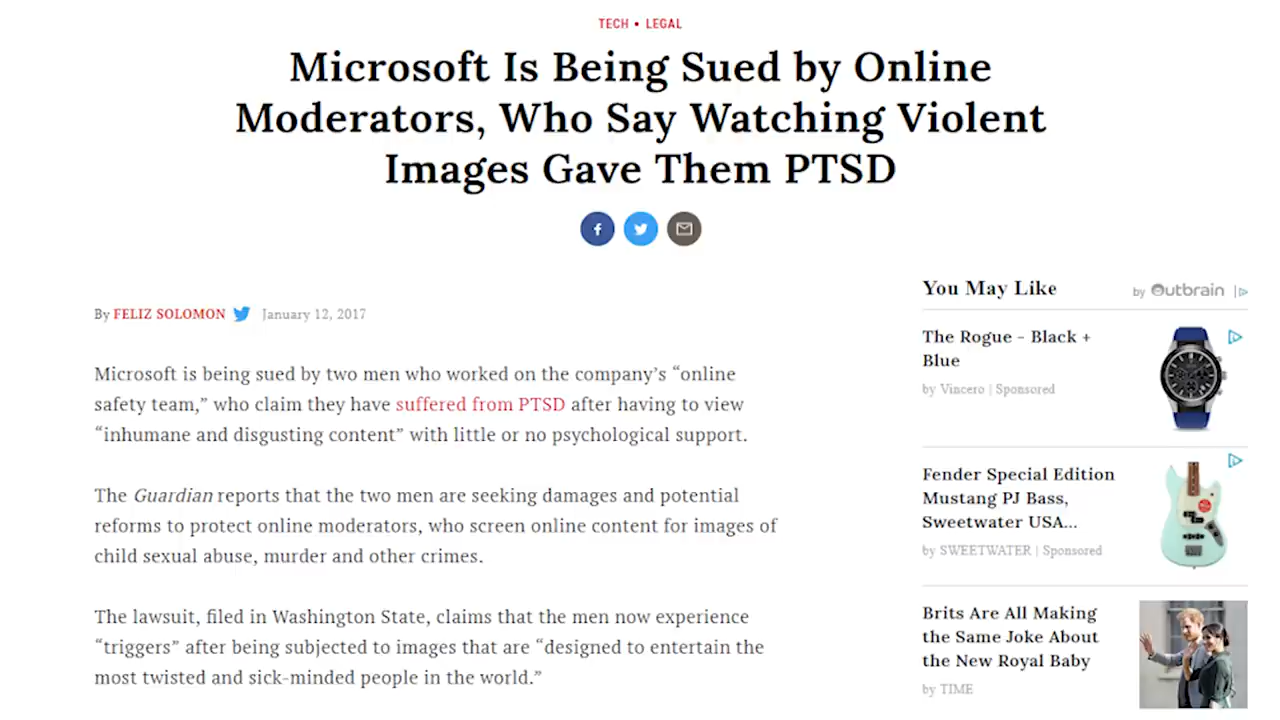 TECH • LEGAL
Microsoft Is Being Sued by Online
Moderators, Who Say Watching Violent
Images Gave Them PTSD
By FELIZ SOLOMON January 12, 2017
Microsoft is being sued by two men who worked on the company’s “online
safety team,” who claim they have suffered from PTSD after having to view
“inhumane and disgusting content” with little or no psychological support.
The Guardian reports that the two men are seeking damages and potential
reforms to protect online moderators, who screen online content for images of
child sexual abuse, murder and other crimes.
The lawsuit, filed in Washington State, claims that the men now experience
“triggers” after being subjected to images that are “designed to entertain the
most twisted and sick-minded people in the world.”
You May Like
by Outbrain
The Rogue - Black +
Blue
by Vincero | Sponsored
Fender Special Edition
Mustang PJ Bass,
Sweetwater USA...
by SWEETWATER | Sponsored
Brits Are All Making
the Same Joke About
the New Royal Baby
by TIME